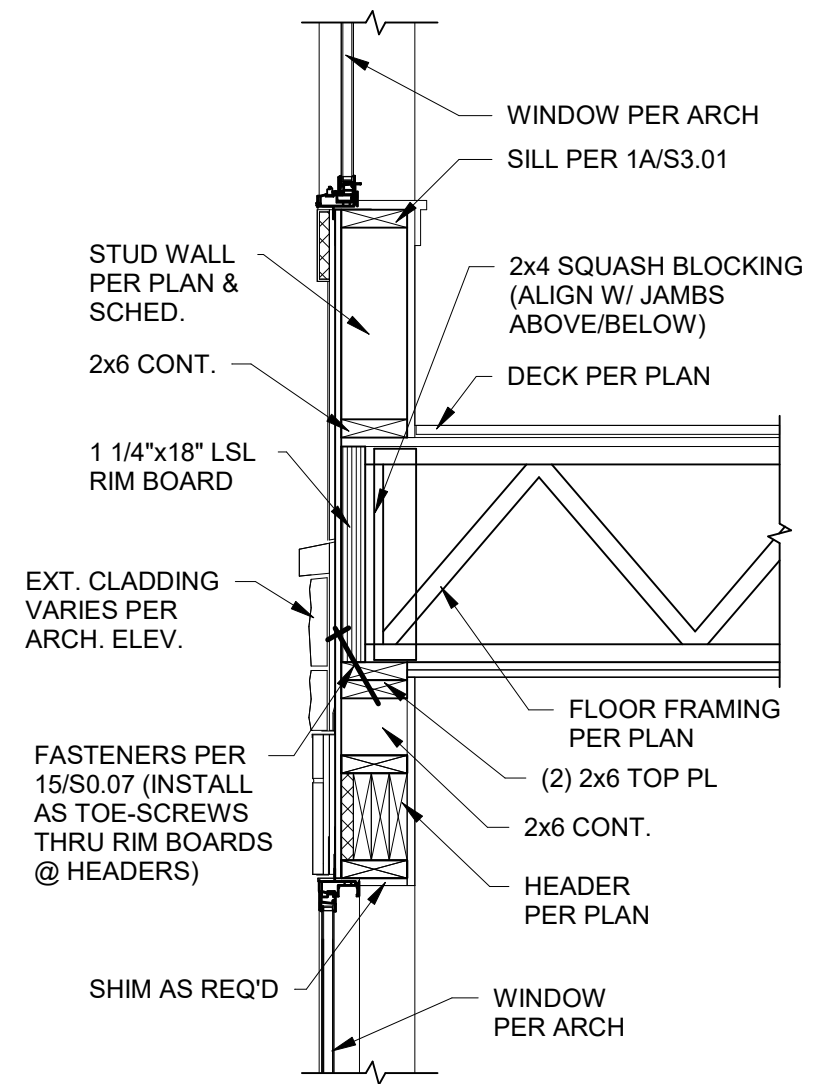 WINDOW PER ARCH
SILL PER 1A/S3.01
STUD WALL
PER PLAN &
SCHED.
2x4 SQUASH BLOCKING
(ALIGN W/ JAMBS
ABOVE/BELOW)
2x6 CONT.
DECK PER PLAN
1 1/4"x18" LSL
RIM BOARD
EXT. CLADDING
VARIES PER
ARCH. ELEV.
FLOOR FRAMING
PER PLAN
FASTENERS PER
15/S0.07 (INSTALL
AS TOE-SCREWS
THRU RIM BOARDS
@ HEADERS)
(2) 2x6 TOP PL
2x6 CONT.
HEADER
PER PLAN
SHIM AS REQ'D
WINDOW
PER ARCH